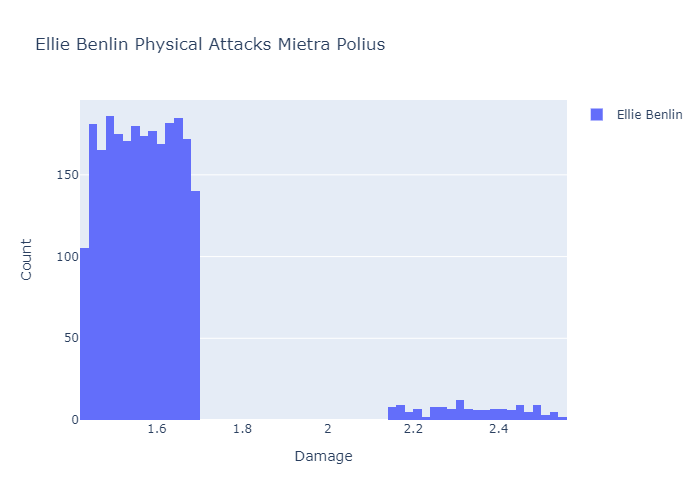 Ellie Benlin Physical Attacks Mietra Polius
Ellie Benlin
150
100
50
0
Count
1.6
1.8
2
2.2
2.4
Damage